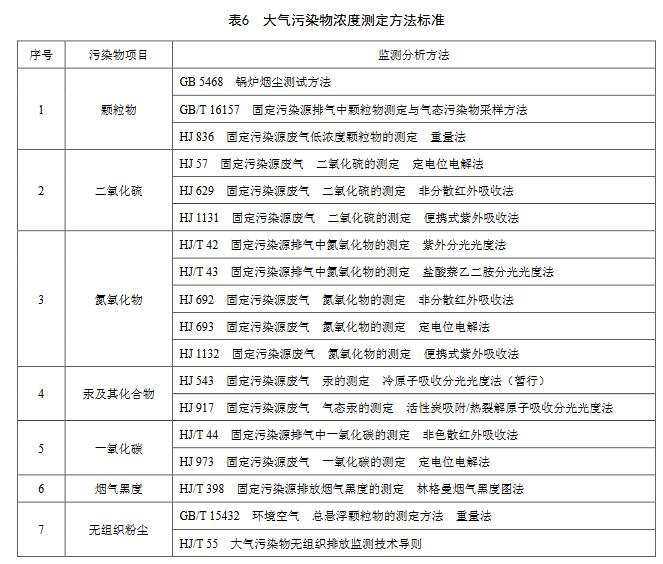 表6 大气污染物浓度测定方法标准
序号 污染物项目 监测分析方法
1 颗粒物 GB 5468 锅炉烟尘测试方法
GB/T 16157 固定污染源排气中颗粒物测定与气态污染物采样方法
HJ 836 固定污染源废气低浓度颗粒物的测定 重量法
2 二氧化硫 HJ 57 固定污染源废气 二氧化硫的测定 定电位电解法
HJ 629 固定污染源废气 二氧化硫的测定 非分散红外吸收法
HJ 1131 固定污染源废气 二氧化硫的测定 便携式紫外吸收法
3 氮氧化物 HJ/T 42 固定污染源排气中氮氧化物的测定 紫外分光光度法
HJ/T 43 固定污染源排气中氮氧化物的测定 盐酸萘乙二胺分光光度法
HJ 692 固定污染源废气 氮氧化物的测定 非分散红外吸收法
HJ 693 固定污染源废气 氮氧化物的测定 定电位电解法
HJ 1132 固定污染源废气 氮氧化物的测定 便携式紫外吸收法
4 汞及其化合物 HJ 543 固定污染源废气 汞的测定 冷原子吸收分光光度法（暂行）
HJ 917 固定污染源废气 气态汞的测定 活性炭吸附/热裂解原子吸收分光光度法
5 一氧化碳 HJ/T 44 固定污染源排气中一氧化碳的测定 非色散红外吸收法
HJ 973 固定污染源废气 一氧化碳的测定 定电位电解法
6 烟气黑度 HJ/T 398 固定污染源排放烟气黑度的测定 林格曼烟气黑度图法
7 无组织粉尘 GB/T 15432 环境空气 总悬浮颗粒物的测定方法 重量法
HJ/T 55 大气污染物无组织排放监测技术导则